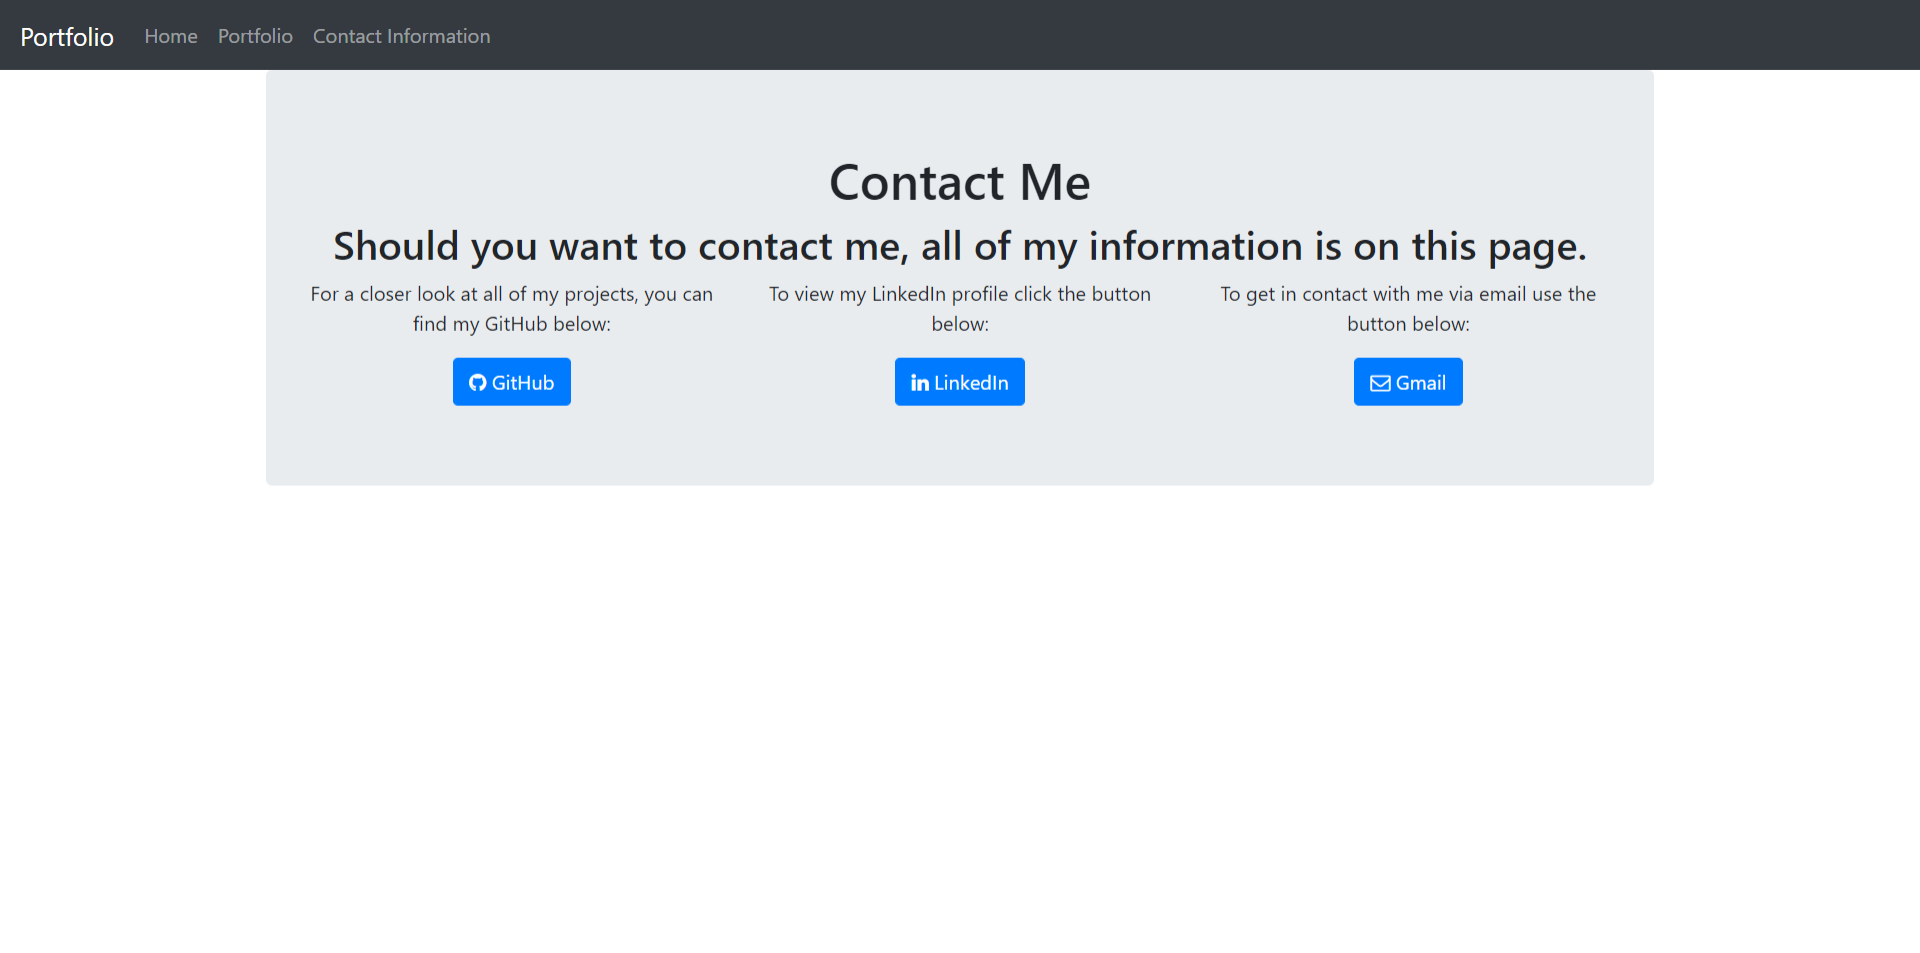 Portfolio
Home Portfolio Contact Information
Contact Me
Should you want to contact me, all of my information is on this page.
For a closer look at all of my projects, you can
find my GitHub below:
GitHub
To view my LinkedIn profile click the button
below:
LinkedIn
To get in contact with me via email use the
button below:
Gmail